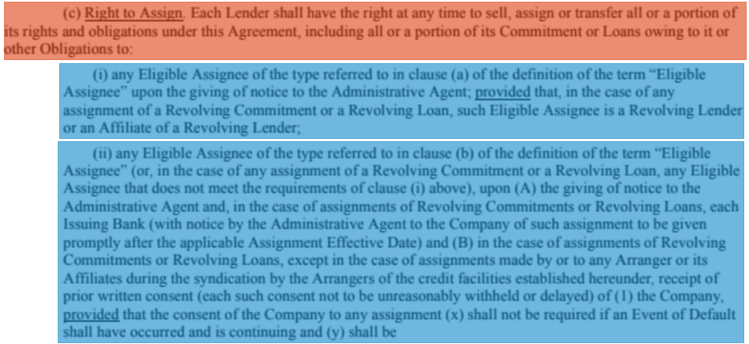 (c) Right to Assign. Each Lender shall have the right at any time to sell, assign or transfer all or a portion of
its rights and obligations under this Agreement, including all or a portion of its Commitment or Loans owing to it or
other Obligations to:
(i) any Eligible Assignee of the type referred to in clause (a) of the definition of the term “Eligible
Assignee” upon the giving of notice to the Administrative Agent; provided that, in the case of any
assignment of a Revolving Commitment or a Revolving Loan, such Eligible Assignee is a Revolving Lender
or an Affiliate of a Revolving Lender;
(ii) any Eligible Assignee of the type referred to in clause (b) of the definition of the term “Eligible
Assignee” (or, in the case of any assignment of a Revolving Commitment or a Revolving Loan, any Eligible
Assignee that does not meet the requirements of clause (i) above), upon (A) the giving of notice to the
Administrative Agent and, in the case of assignments of Revolving Commitments or Revolving Loans, each
Issuing Bank (with notice by the Administrative Agent to the Company of such assignment to be given
promptly after the applicable Assignment Effective Date) and (B) in the case of assignments of Revolving
Commitments or Revolving Loans, except in the case of assignments made by or to any Arranger or its
Affiliates during the syndication by the Arrangers of the credit facilities established hereunder, receipt of
prior written consent (each such consent not to be unreasonably withheld or delayed) of (1) the Company,
provided that the consent of the Company to any assignment (x) shall not be required if an Event of Default
shall have occurred and is continuing and (y) shall be